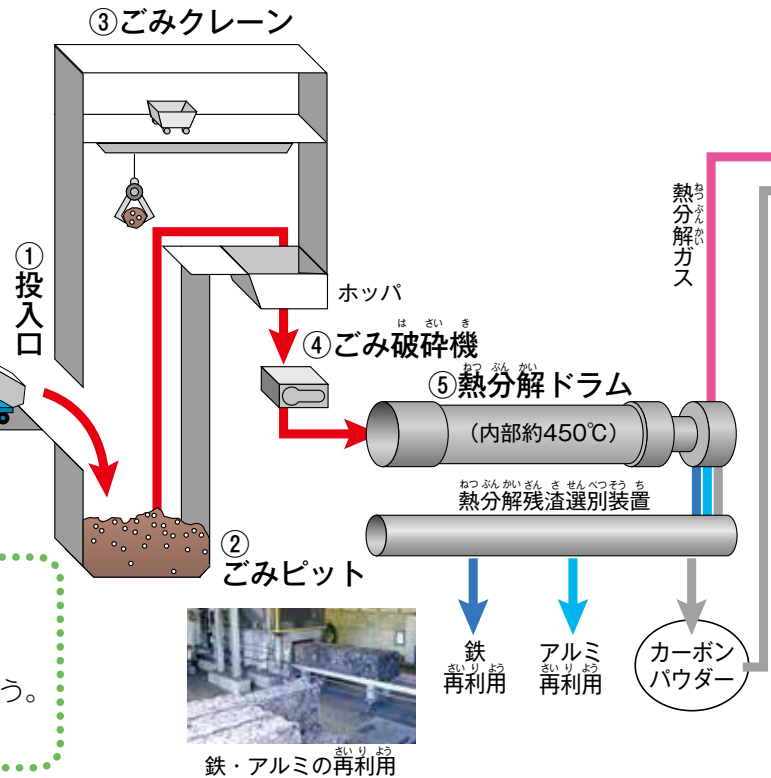 ③ごみクレーン
①投入口
ホッパ
は さい き
④ごみ破砕機
ねつ ぶん かい
⑤熱分解ドラム
(内部約450℃)
ねつ ぶん かい
熱分解ガス
ねつ ぶん かい ざん さ せん べつ そう ち
熱分解残渣選別装置
②
ごみピット
鉄
さい り よう
再利用
アルミ
さい り よう
再利用
カーボン
パウダー
う。
さい り よう
鉄・アルミの再利用